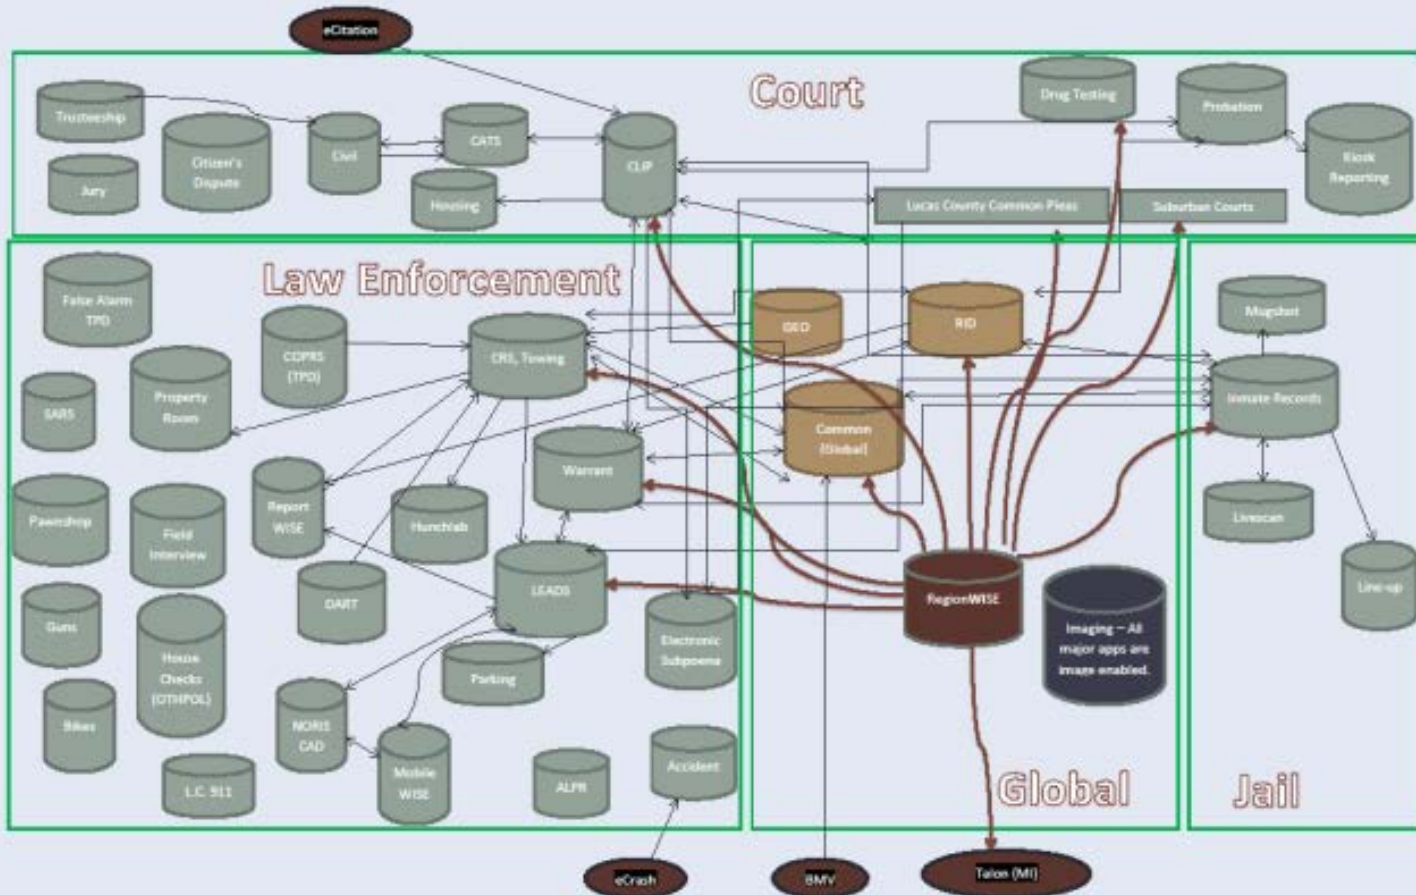 eCitation
Court
Trusteeship
Jury
Citizen's
Dispute
Civil
CATS
Housing
CLIP
Drug Testing
Probation
Kiosk
Reporting
Lucas County Common Pleas
Suburban Courts
Law Enforcement
False Alarm
TPD
COPRS
(TPD)
CRS, Towing
GEO
RID
Mugshot
SARS
Property
Room
Common
(Global)
Inmate Records
Warrant
Pawnshop
Field
Interview
Report
WISE
Hunchlab
Livescan
LEADS
DART
RegionWISE
Line-up
Guns
House
Checks
(OTHPOL)
Electronic
Subpoena
Imaging – All
major apps are
image enabled.
Parking
Bikes
NORIS
CAD
Mobile
WISE
L.C. 911
ALPR
Accident
Global
Jail
eCrash
BMV
Talon (MI)